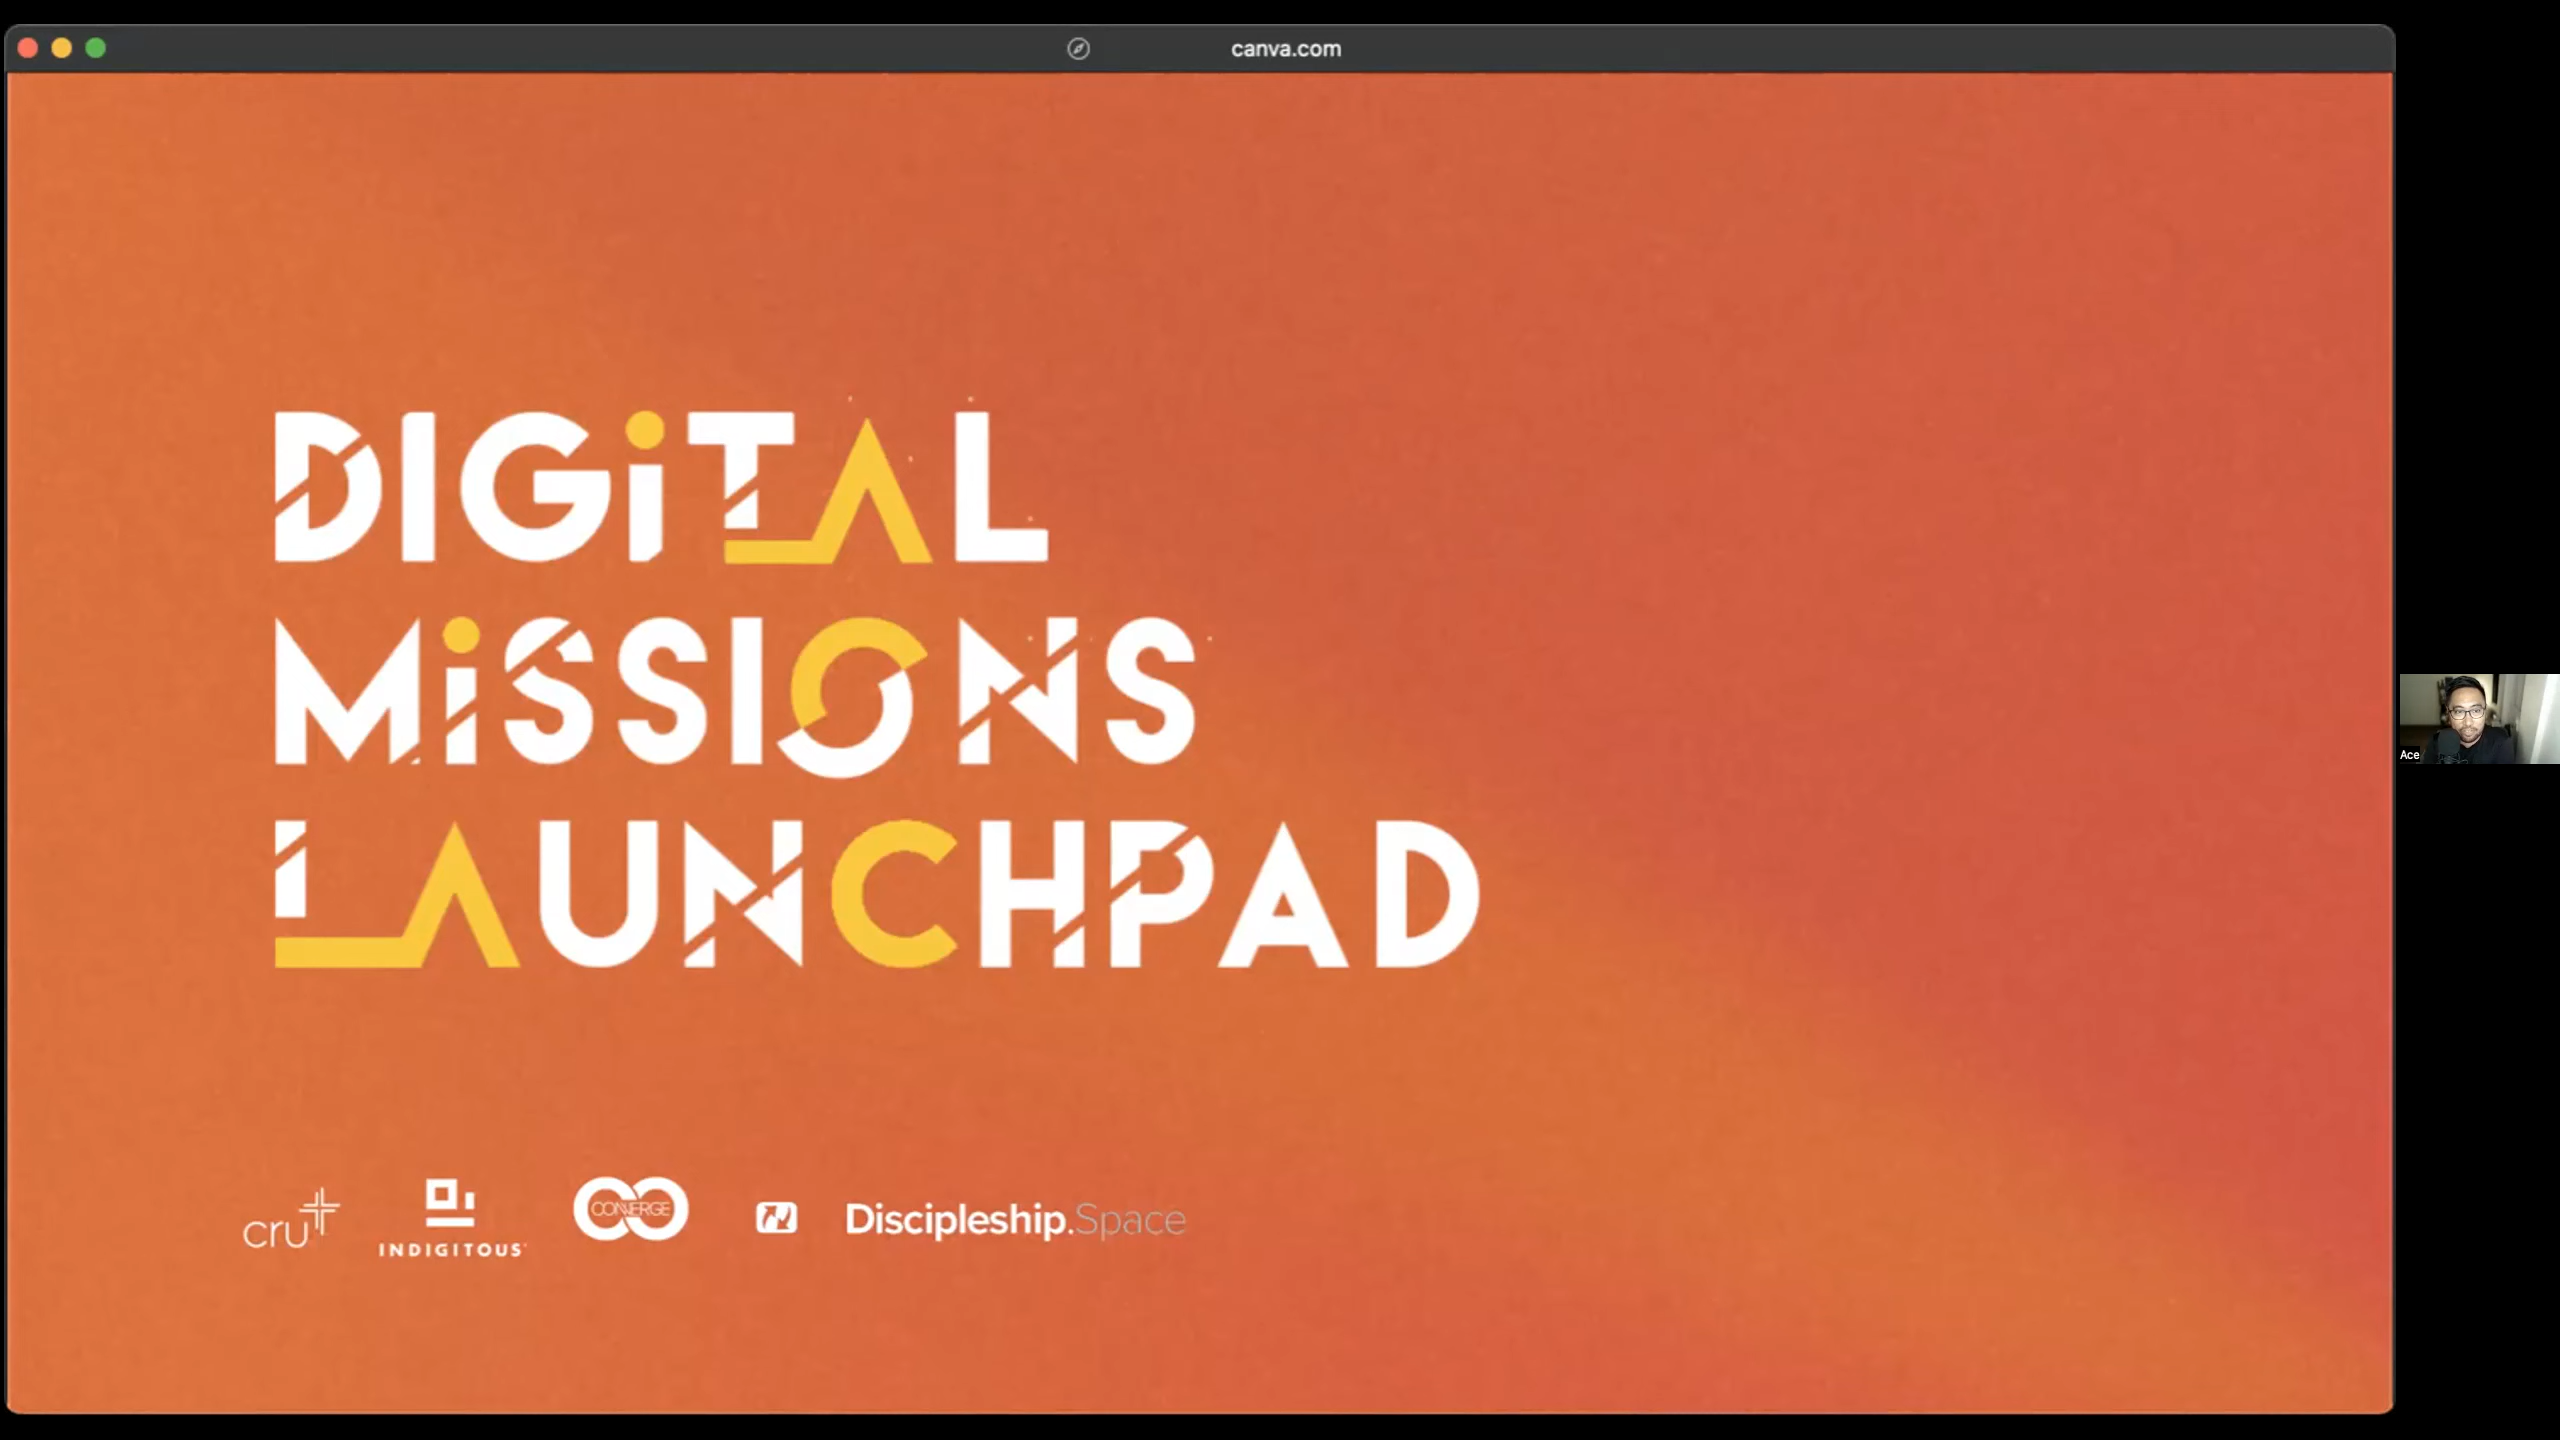 canva.com
DIGiTAL
MiSSIONS
LAUNCHPAD
cru
INDIGITOUS
CONVERGE
Discipleship.Space
Ace